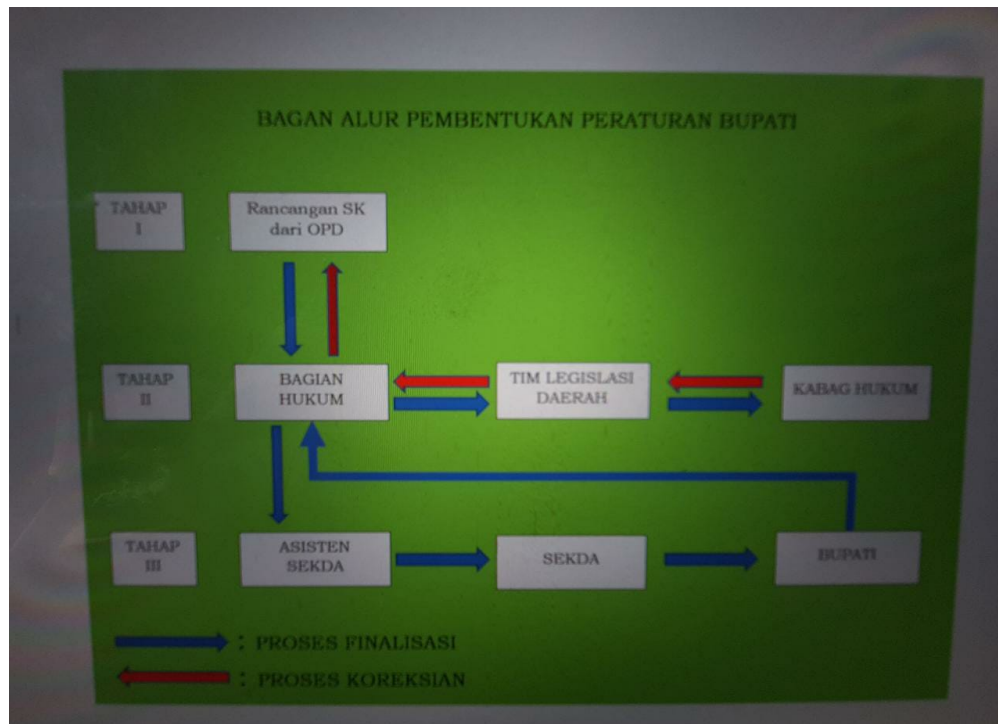 BAGAN ALUR PEMBENTUKAN PERATURAN BUPATI
TAHAP
I
Rancangan SK
dari OPD
TAHAP
II
BAGIAN
HUKUM
TIM LEGISLASI
DAERAH
KABAG HUKUM
TAHAP
III
ASISTEN
SEKDA
SEKDA
BUPATI
: PROSES FINALISASI
: PROSES KOREKSIAN